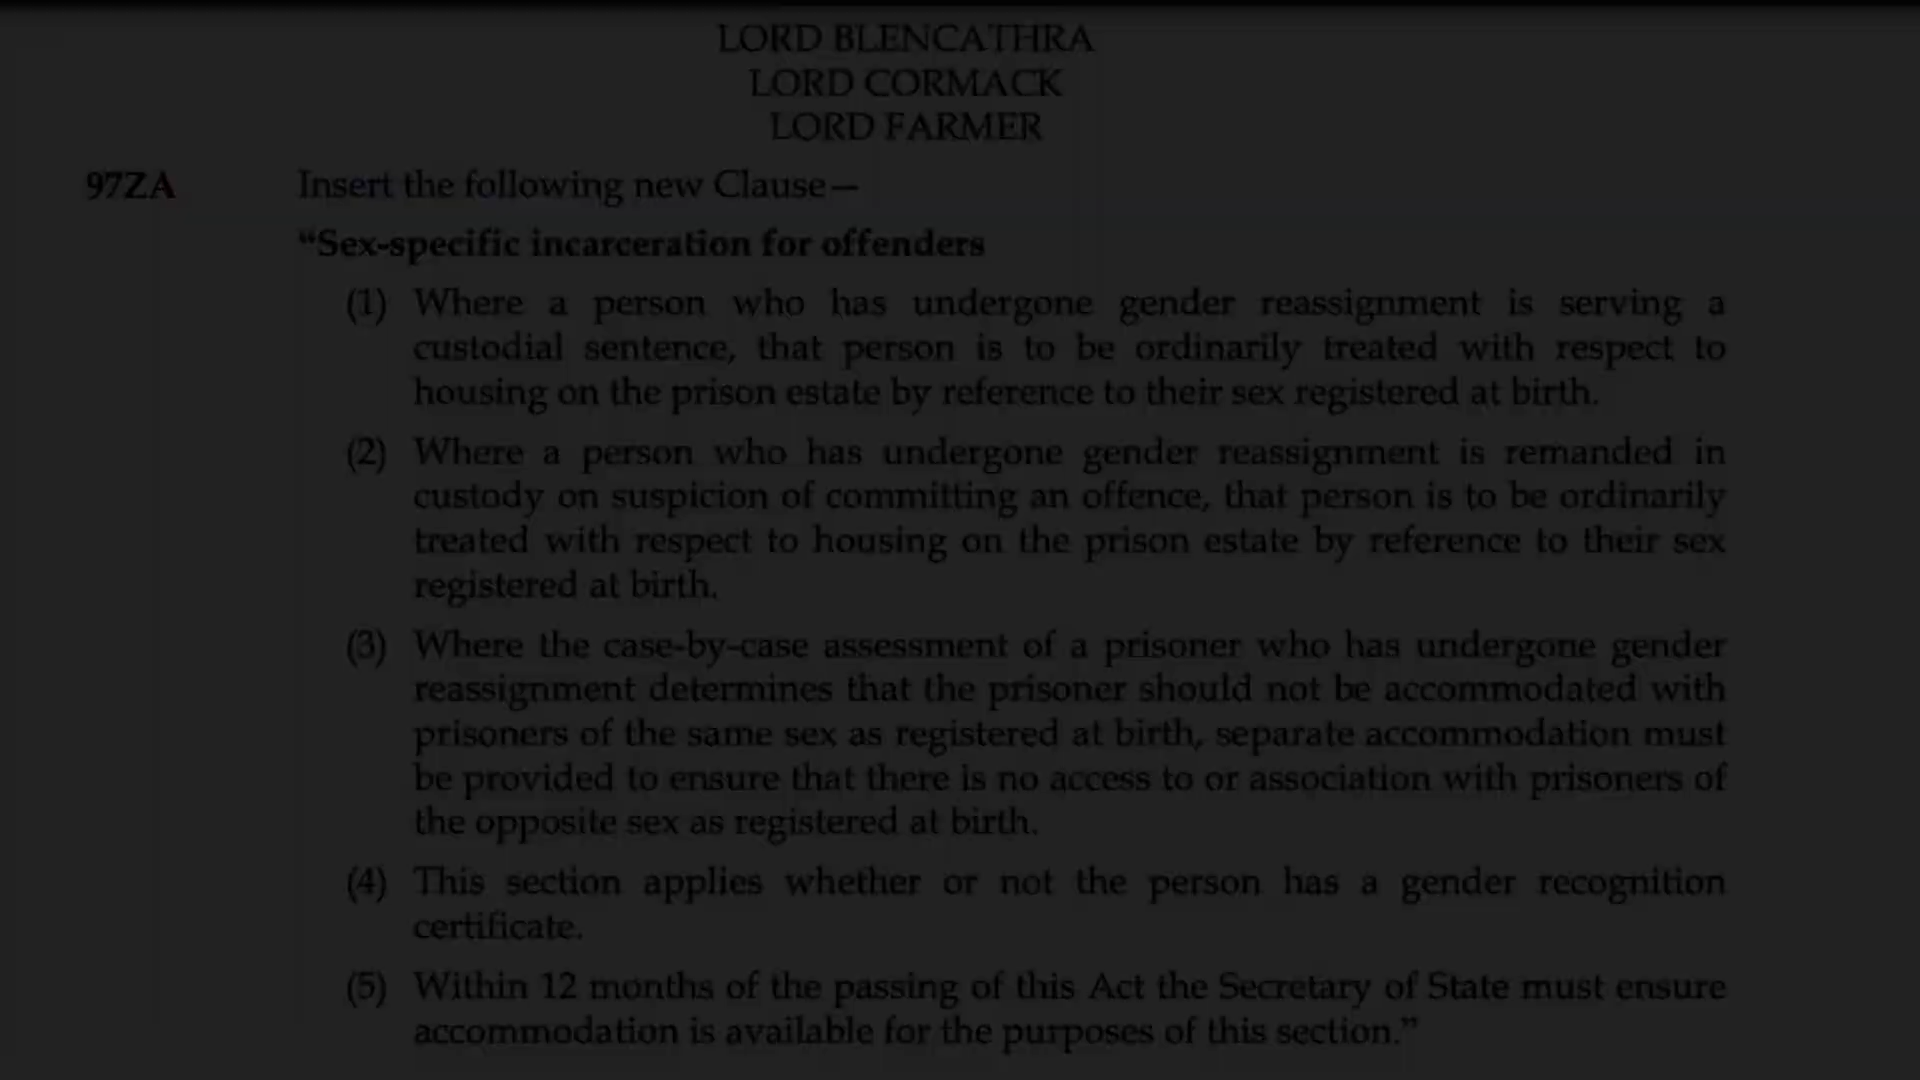 LORD BLENCATHRA
LORD CORMACK
LORD FARMER
97ZA Insert the following new Clause—
“Sex-specific incarceration for offenders
(1) Where a person who has undergone gender reassignment is serving a
custodial sentence, that person is to be ordinarily treated with respect to
housing on the prison estate by reference to their sex registered at birth.
(2) Where a person who has undergone gender reassignment is remanded in
custody on suspicion of committing an offence, that person is to be ordinarily
treated with respect to housing on the prison estate by reference to their sex
registered at birth.
(3) Where the case-by-case assessment of a prisoner who has undergone gender
reassignment determines that the prisoner should not be accommodated with
prisoners of the same sex as registered at birth, separate accommodation must
be provided to ensure that there is no access to or association with prisoners of
the opposite sex as registered at birth.
(4) This section applies whether or not the person has a gender recognition
certificate.
(5) Within 12 months of the passing of this Act the Secretary of State must ensure
accommodation is available for the purposes of this section.”